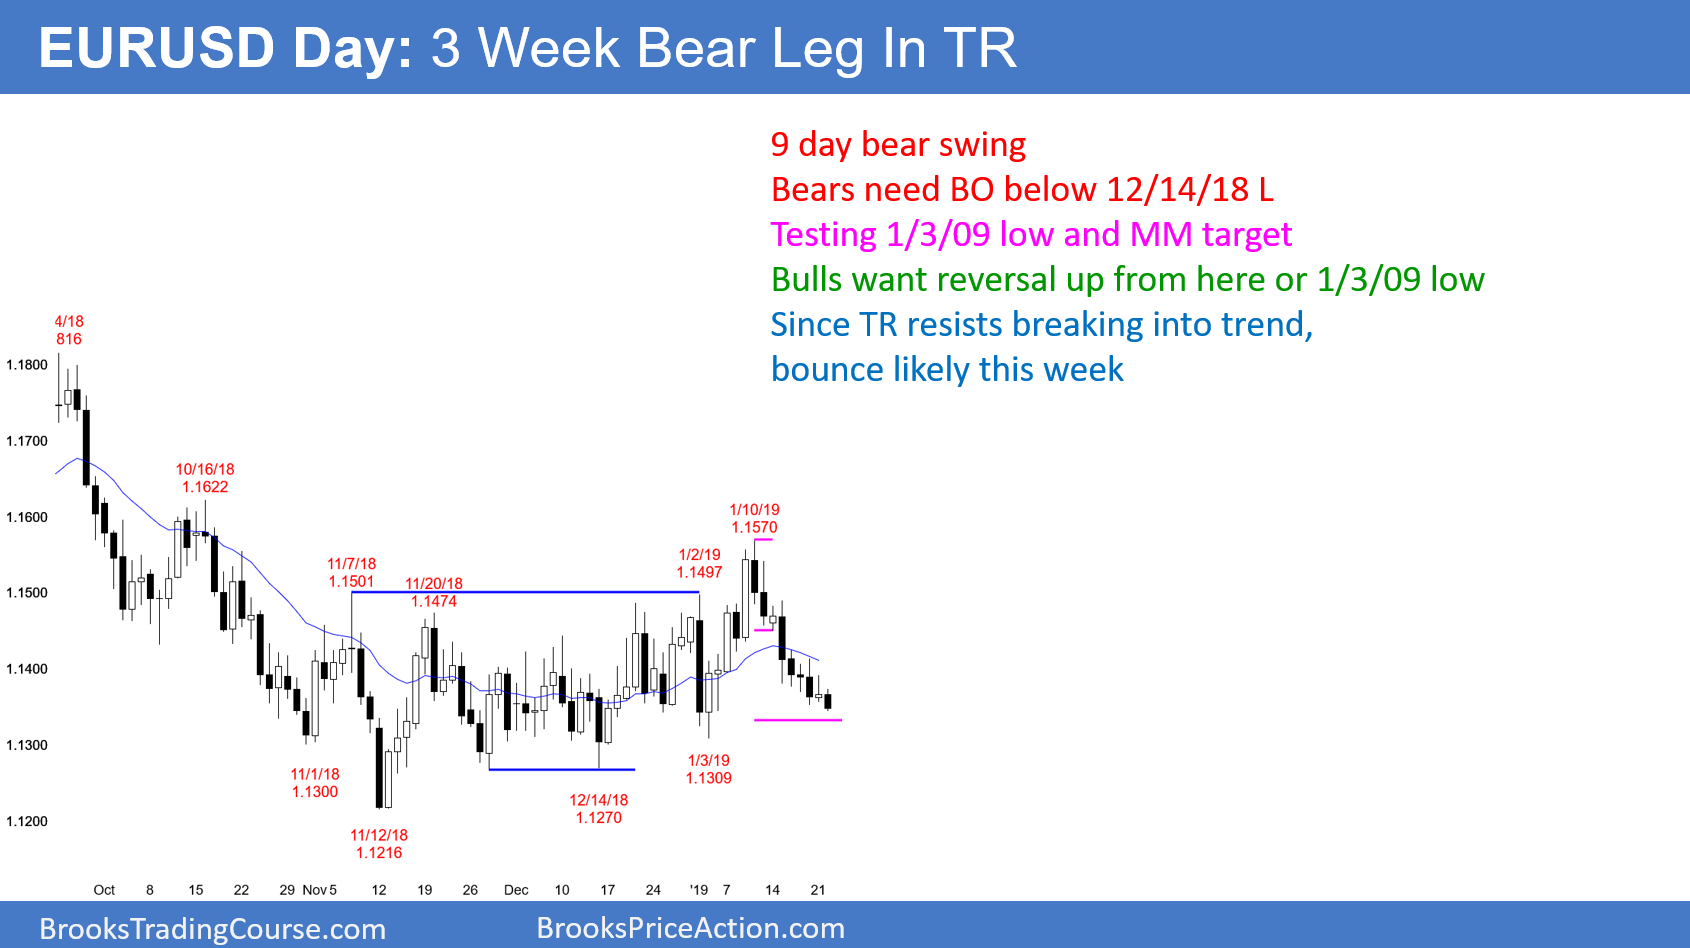 EURUSD Day: 3 Week Bear Leg In TR
9 day bear swing
Bears need BO below 12/14/18 L
Testing 1/3/09 low and MM target
Bulls want reversal up from here or 1/3/09 low
Since TR resists breaking into trend,
bounce likely this week
4/18
816
1.1800
1.1700
10/16/18
1.1622
1.1600
1/10/19
1.1570
11/7/18
1.1501
11/20/18
1.1474
1/2/19
1.1497
1.1500
1.1400
1.1300
11/1/18
1.1300
1/3/19
1.1309
12/14/18
1.1270
1.1200
11/12/18
1.1216
Oct 8 15 22 29 Nov 5 12 19 26 Dec 10 17 24 '19 7 14 21
BrooksTradingCourse.com
BrooksPriceAction.com